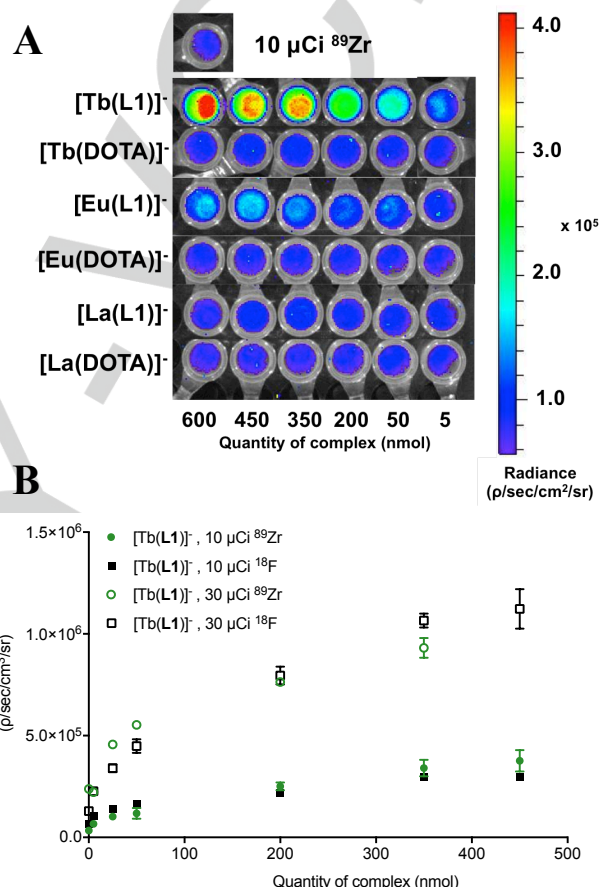 A
10 µCi ⁸⁹Zr
[Tb(L1)]⁻
[Tb(DOTA)]⁻
[Eu(L1)]⁻
[Eu(DOTA)]⁻
[La(L1)]⁻
[La(DOTA)]⁻
600 450 350 200 50 5
Quantity of complex (nmol)
4.0
3.0
x 10⁵
2.0
1.0
Radiance
(ρ/sec/cm²/sr)
B
[Tb(L1)]⁻ , 10 µCi ⁸⁹Zr
[Tb(L1)]⁻ , 10 µCi ¹⁸F
[Tb(L1)]⁻ , 30 µCi ⁸⁹Zr
[Tb(L1)]⁻ , 30 µCi ¹⁸F
1.5×10⁶
1.0×10⁶
5.0×10⁵
0.0
(ρ/sec/cm³/sr)
0 100 200 300 400 500
Quantity of complex (nmol)